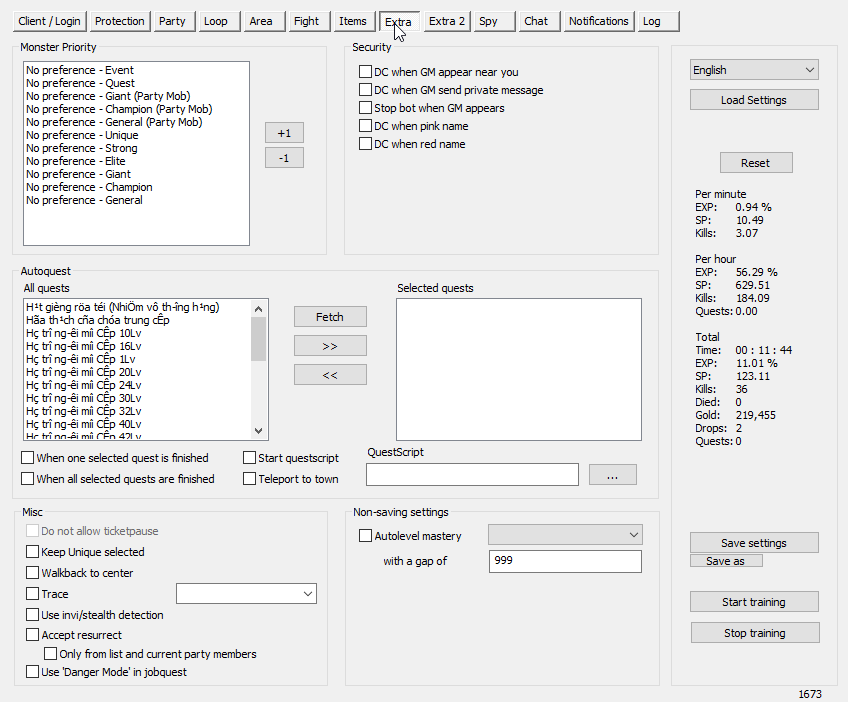 Client / Login Protection Party Loop Area Fight Items Extra Extra 2 Spy Chat Notifications Log
Monster Priority
No preference - Event
No preference - Quest
No preference - Giant (Party Mob)
No preference - Champion (Party Mob)
No preference - General (Party Mob)
No preference - Unique
No preference - Strong
No preference - Elite
No preference - Giant
No preference - Champion
No preference - General
+1
-1
Security
DC when GM appear near you
DC when GM send private message
Stop bot when GM appears
DC when pink name
DC when red name
Autoquest
All quests
H¹t gièng röa téi (NhiÖm vô th-îng h¹ng)
Hãa th¹ch cña chóa trung cÊp
Hç trî ng-êi míi CÊp 10Lv
Hç trî ng-êi míi CÊp 16Lv
Hç trî ng-êi míi CÊp 1Lv
Hç trî ng-êi míi CÊp 20Lv
Hç trî ng-êi míi CÊp 24Lv
Hç trî ng-êi míi CÊp 30Lv
Hç trî ng-êi míi CÊp 32Lv
Hç trî ng-êi míi CÊp 40Lv
Hç trî ng-êi míi CÊp 42Lv
Fetch
>>
<<
Selected quests
When one selected quest is finished
When all selected quests are finished
Start questscript
Teleport to town
QuestScript
...
Misc
Do not allow ticketpause
Keep Unique selected
Walkback to center
Trace
Use invi/stealth detection
Accept resurrect
Only from list and current party members
Use 'Danger Mode' in jobquest
Non-saving settings
Autolevel mastery
with a gap of 999
English
Load Settings
Reset
Per minute
EXP: 0.94 %
SP: 10.49
Kills: 3.07
Per hour
EXP: 56.29 %
SP: 629.51
Kills: 184.09
Quests: 0.00
Total
Time: 00 : 11 : 44
EXP: 11.01 %
SP: 123.11
Kills: 36
Died: 0
Gold: 219,455
Drops: 2
Quests: 0
Save settings
Save as
Start training
Stop training
1673